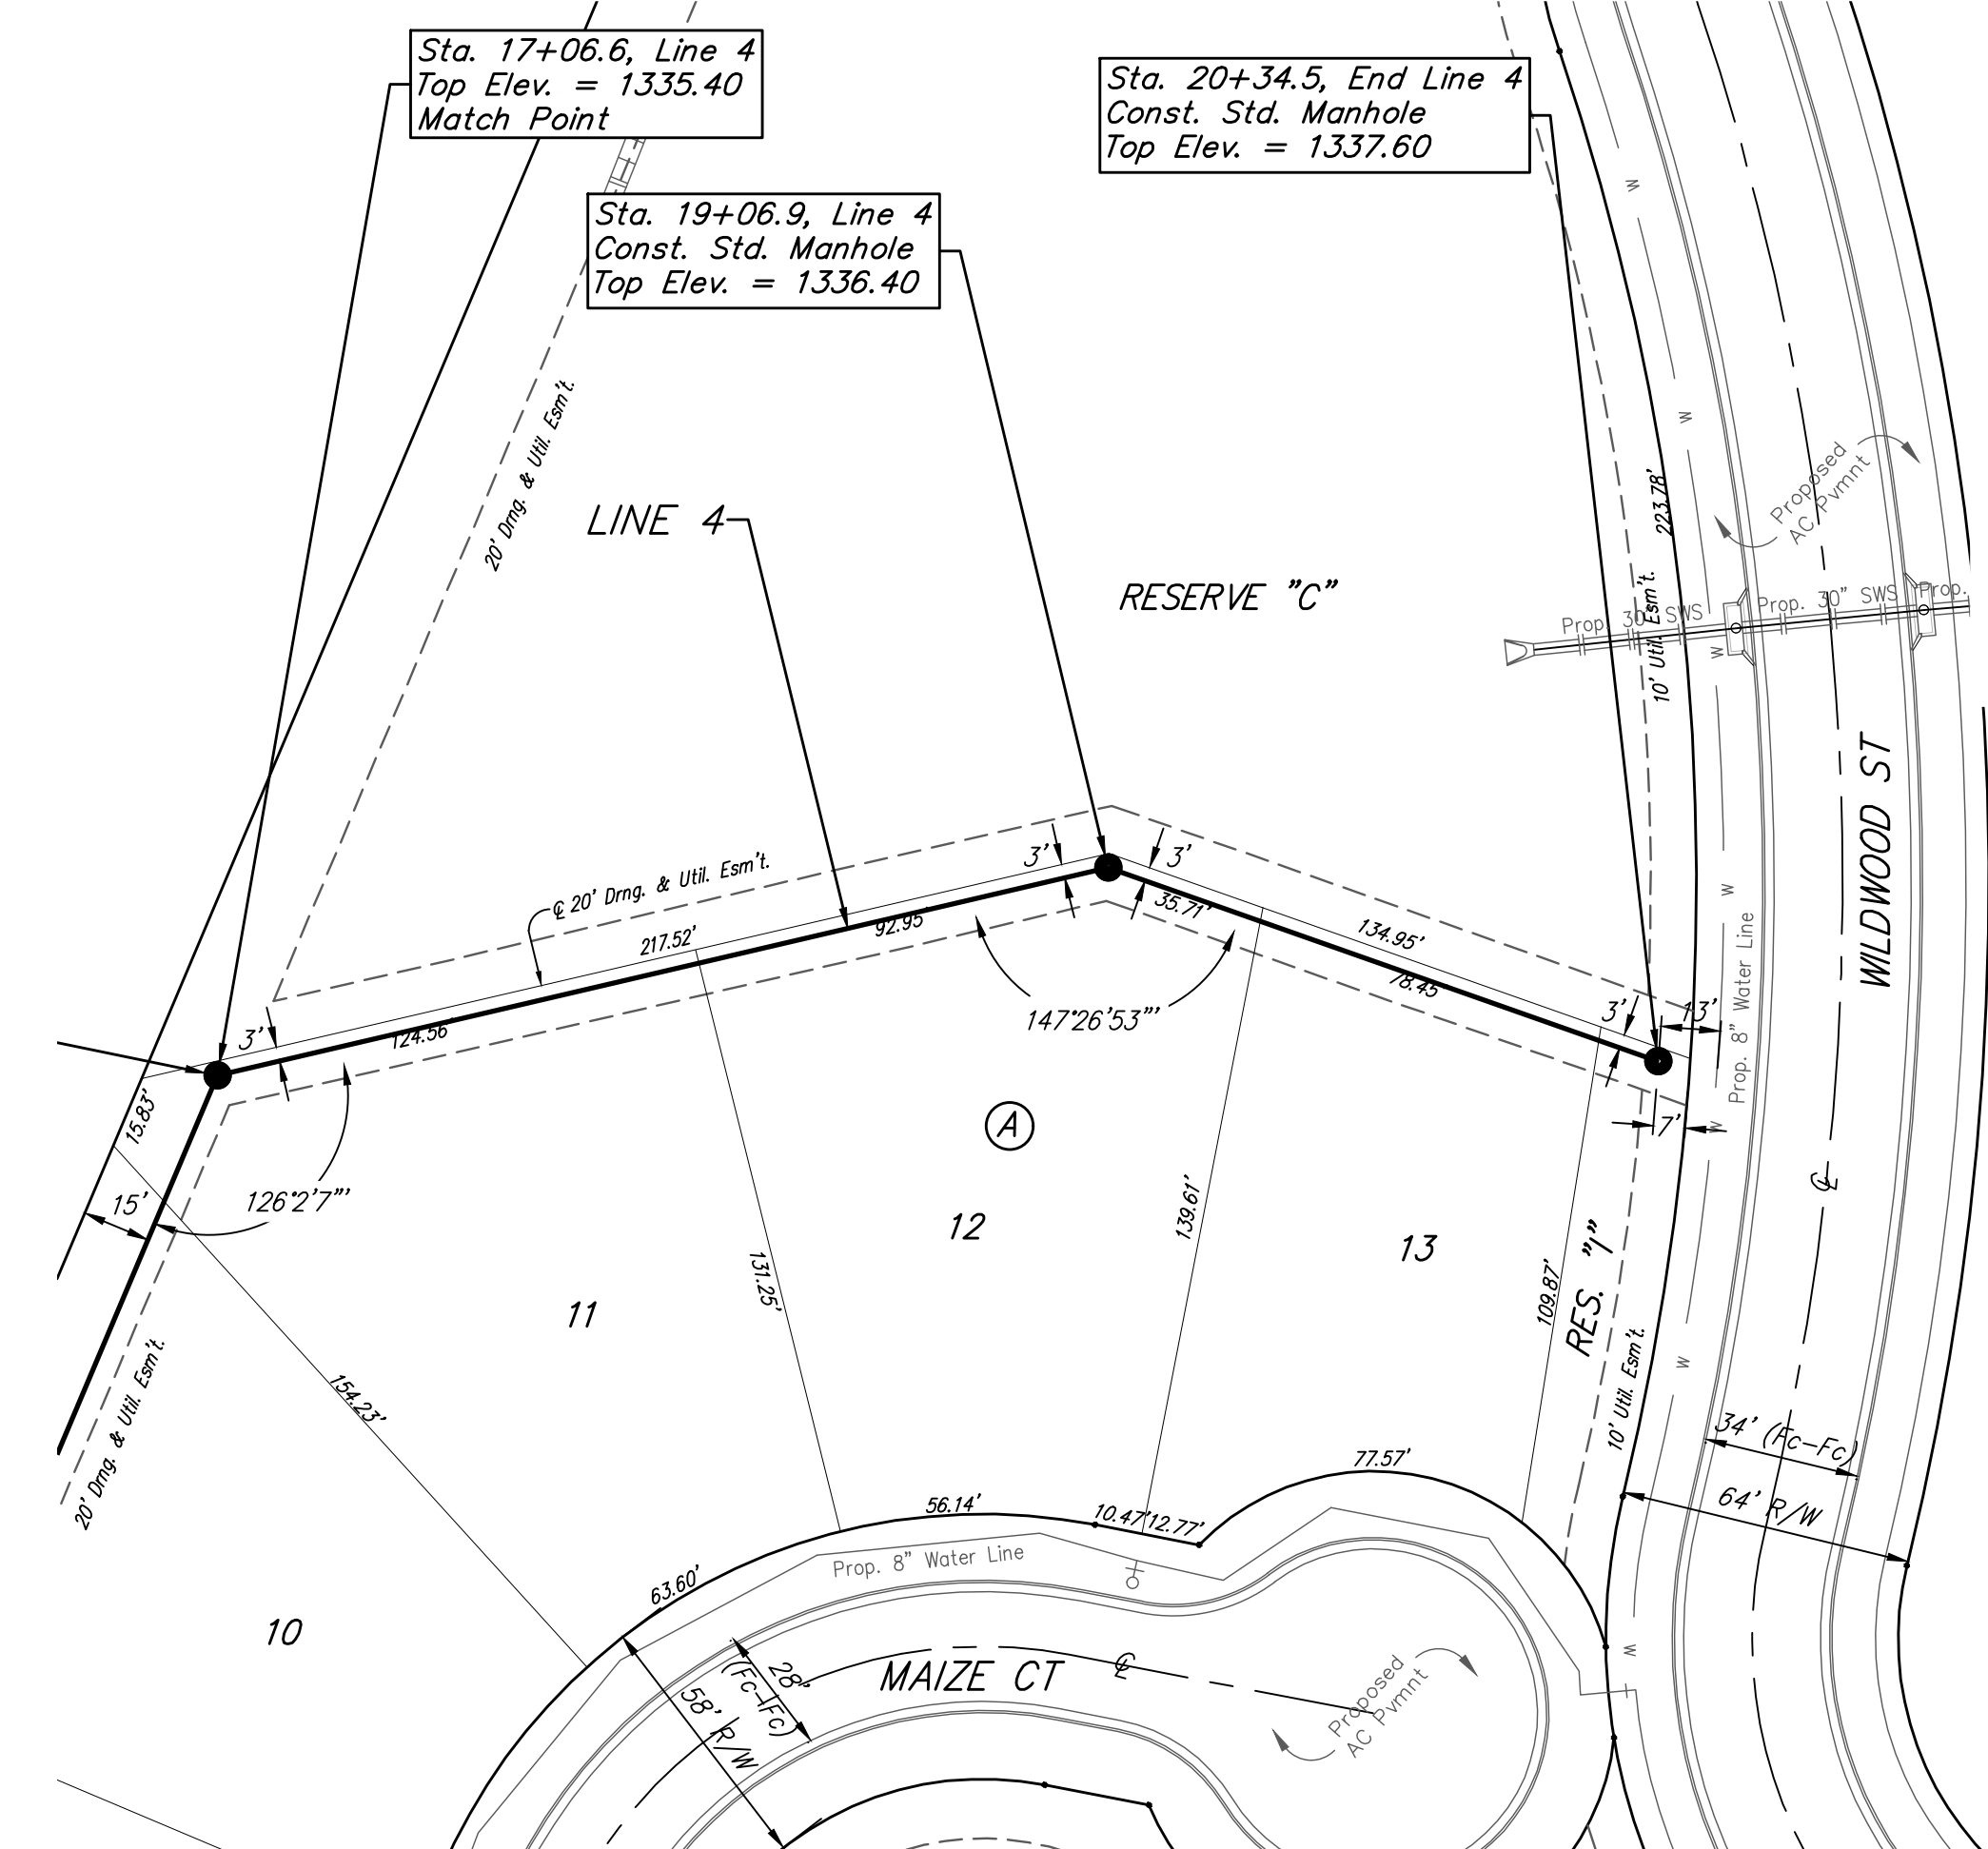 Sta. 17+06.6, Line 4
Top Elev. = 1335.40
Match Point
Sta. 20+34.5, End Line 4
Const. Std. Manhole
Top Elev. = 1337.60
Sta. 19+06.9, Line 4
Const. Std. Manhole
Top Elev. = 1336.40
W
W
20' Drng. & Util. Esm't.
LINE 4
RESERVE "C"
223.78'
Proposed
AC Pvmnt
10' Util. Esm't.
Prop. 30" SWS
Prop. 30" SWS
Prop.
W
WILDWOOD ST
3'
3'
℄ 20' Drng. & Util. Esm't.
217.52'
92.95'
35.71'
134.95'
78.45'
W
Prop. 8" Water Line
3'
124.56'
147°26'53"'
3'
13'
15.83'
A
7'
W
15'
126°2'7"'
℄
12
139.61'
13
131.25'
109.87'
RES. "1"
11
10' Util. Esm't.
W
20' Drng. & Util. Esm't.
154.23'
34' (Fc-Fc)
64' R/W
77.57'
56.14'
10.47'
12.77'
Prop. 8" Water Line
63.60'
10
W
MAIZE CT
℄
28'
(Fc-Fc)
58' R/W
Proposed
AC Pvmnt